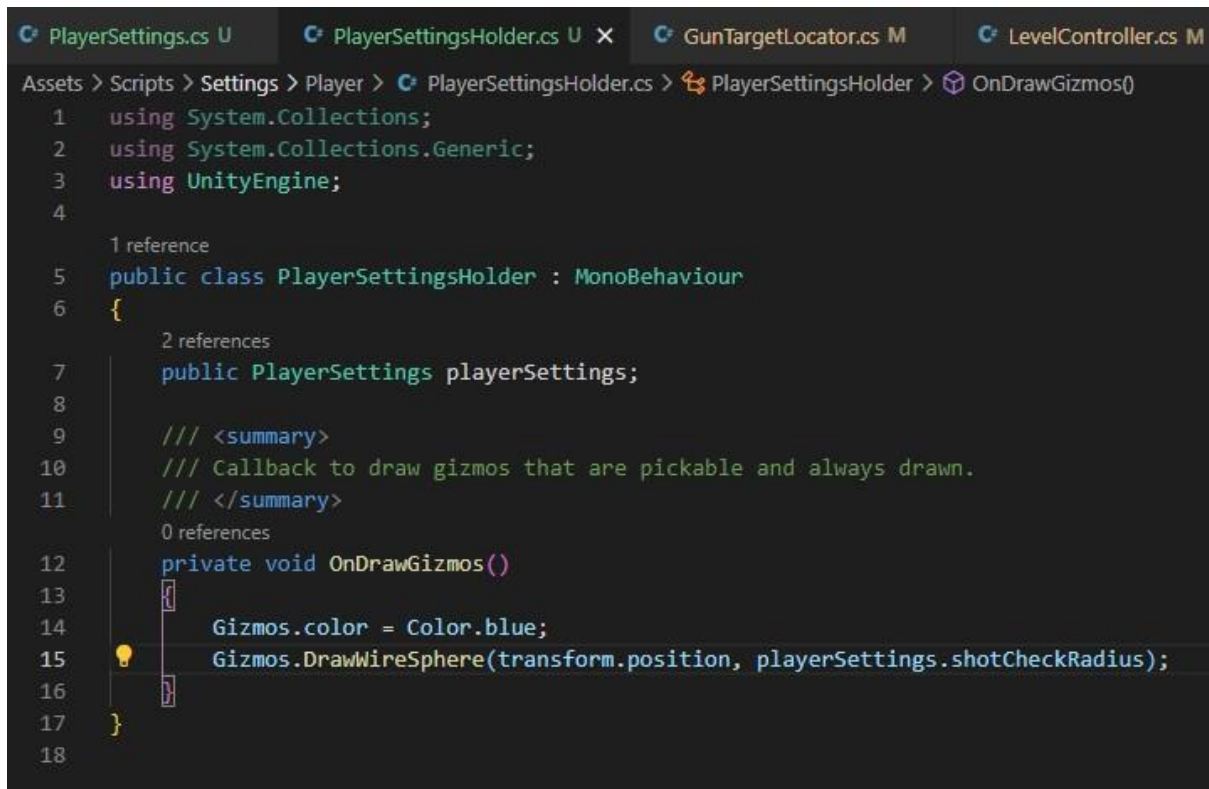 C# PlayerSettings.cs U C# PlayerSettingsHolder.cs U × C# GunTargetLocator.cs M C# LevelController.cs M
Assets > Scripts > Settings > Player > C# PlayerSettingsHolder.cs > PlayerSettingsHolder > OnDrawGizmos()
1 using System.Collections;
2 using System.Collections.Generic;
3 using UnityEngine;
4
1 reference
5 public class PlayerSettingsHolder : MonoBehaviour
6 {
2 references
7 public PlayerSettings playerSettings;
8
9 /// <summary>
10 /// Callback to draw gizmos that are pickable and always drawn.
11 /// </summary>
0 references
12 private void OnDrawGizmos()
13 {
14 Gizmos.color = Color.blue;
15 Gizmos.DrawWireSphere(transform.position, playerSettings.shotCheckRadius);
16 }
17 }
18